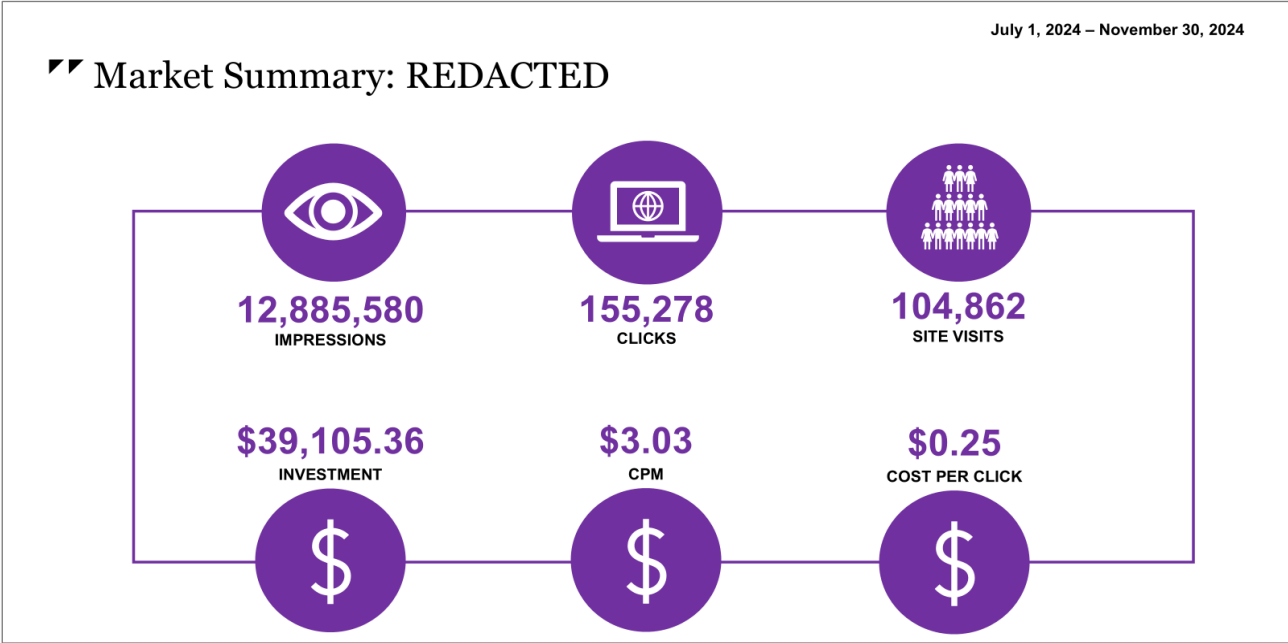 July 1, 2024 – November 30, 2024
Market Summary: REDACTED
12,885,580
IMPRESSIONS
155,278
CLICKS
104,862
SITE VISITS
$39,105.36
INVESTMENT
$3.03
CPM
$0.25
COST PER CLICK
$
$
$